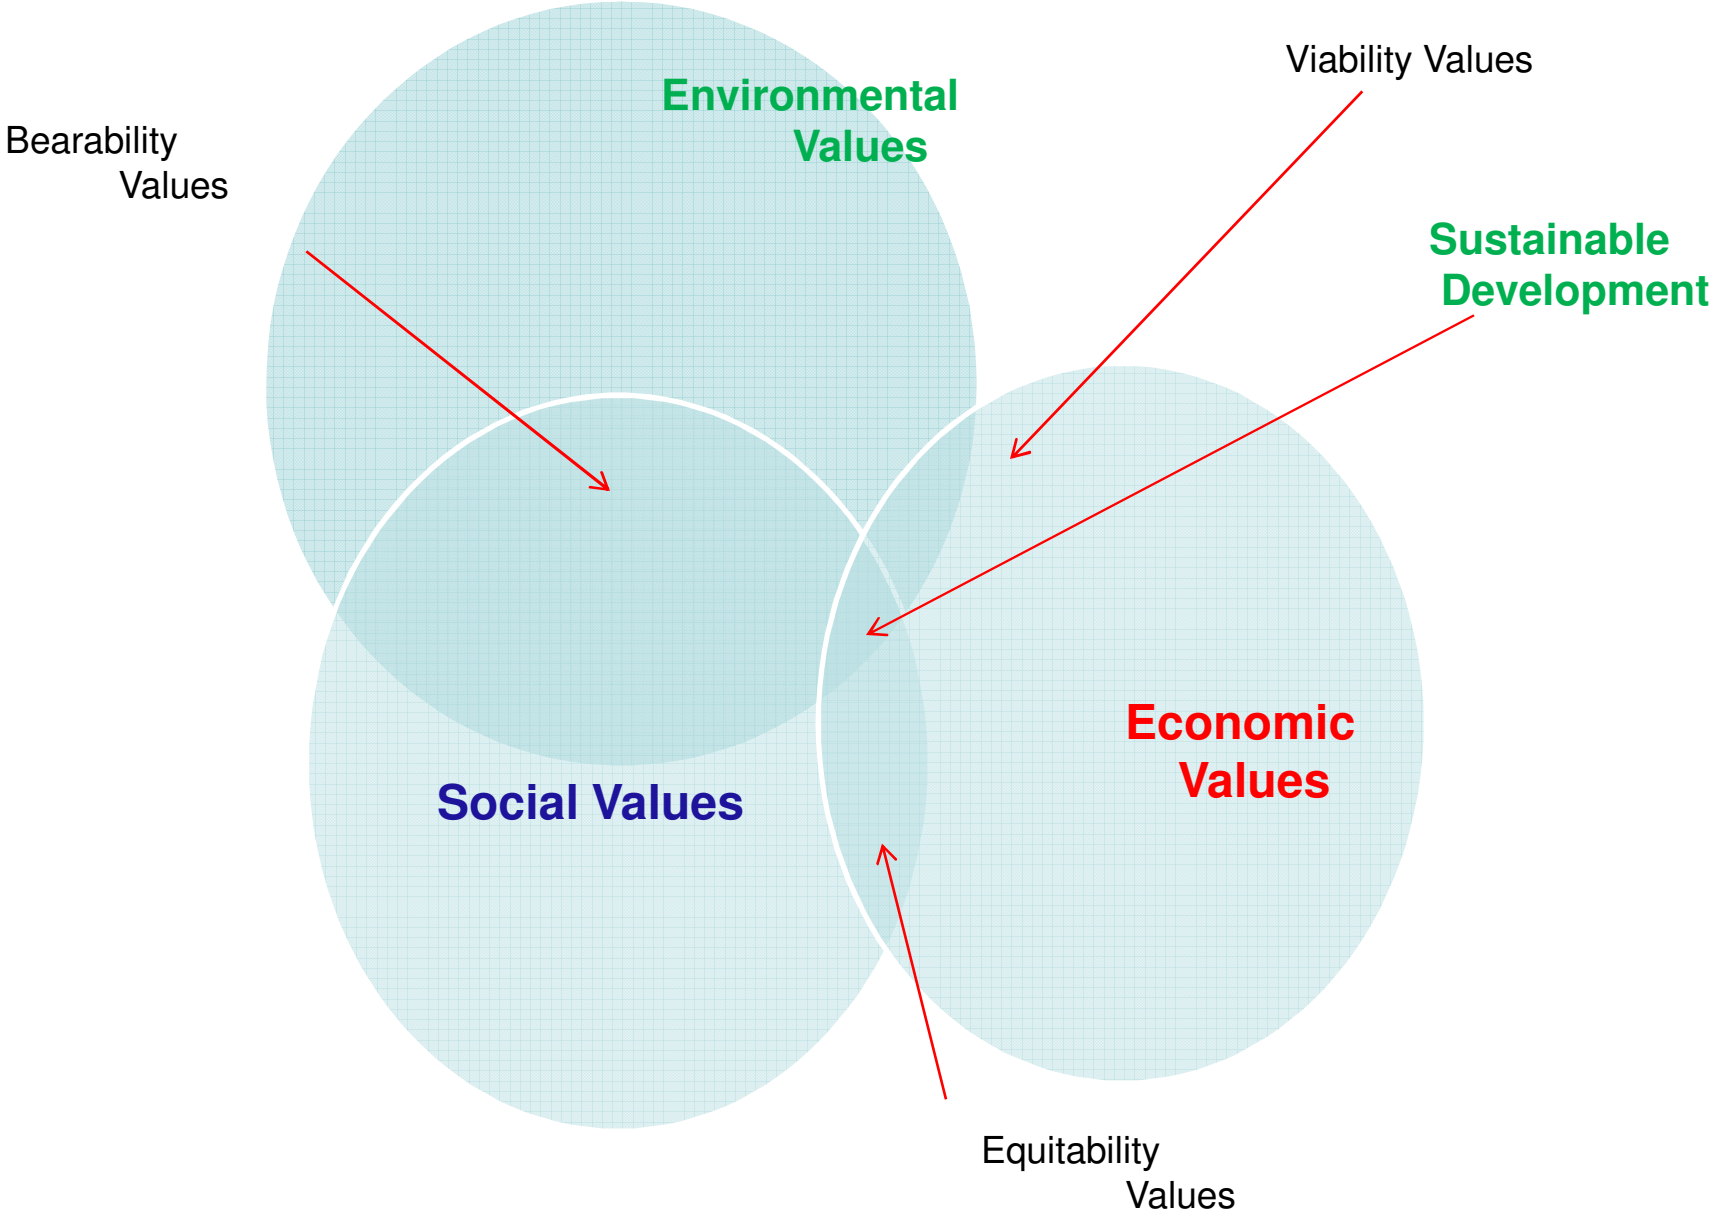 Viability Values
Environmental
Values
Bearability
Values
Sustainable
Development
Economic
Values
Social Values
Equitability
Values